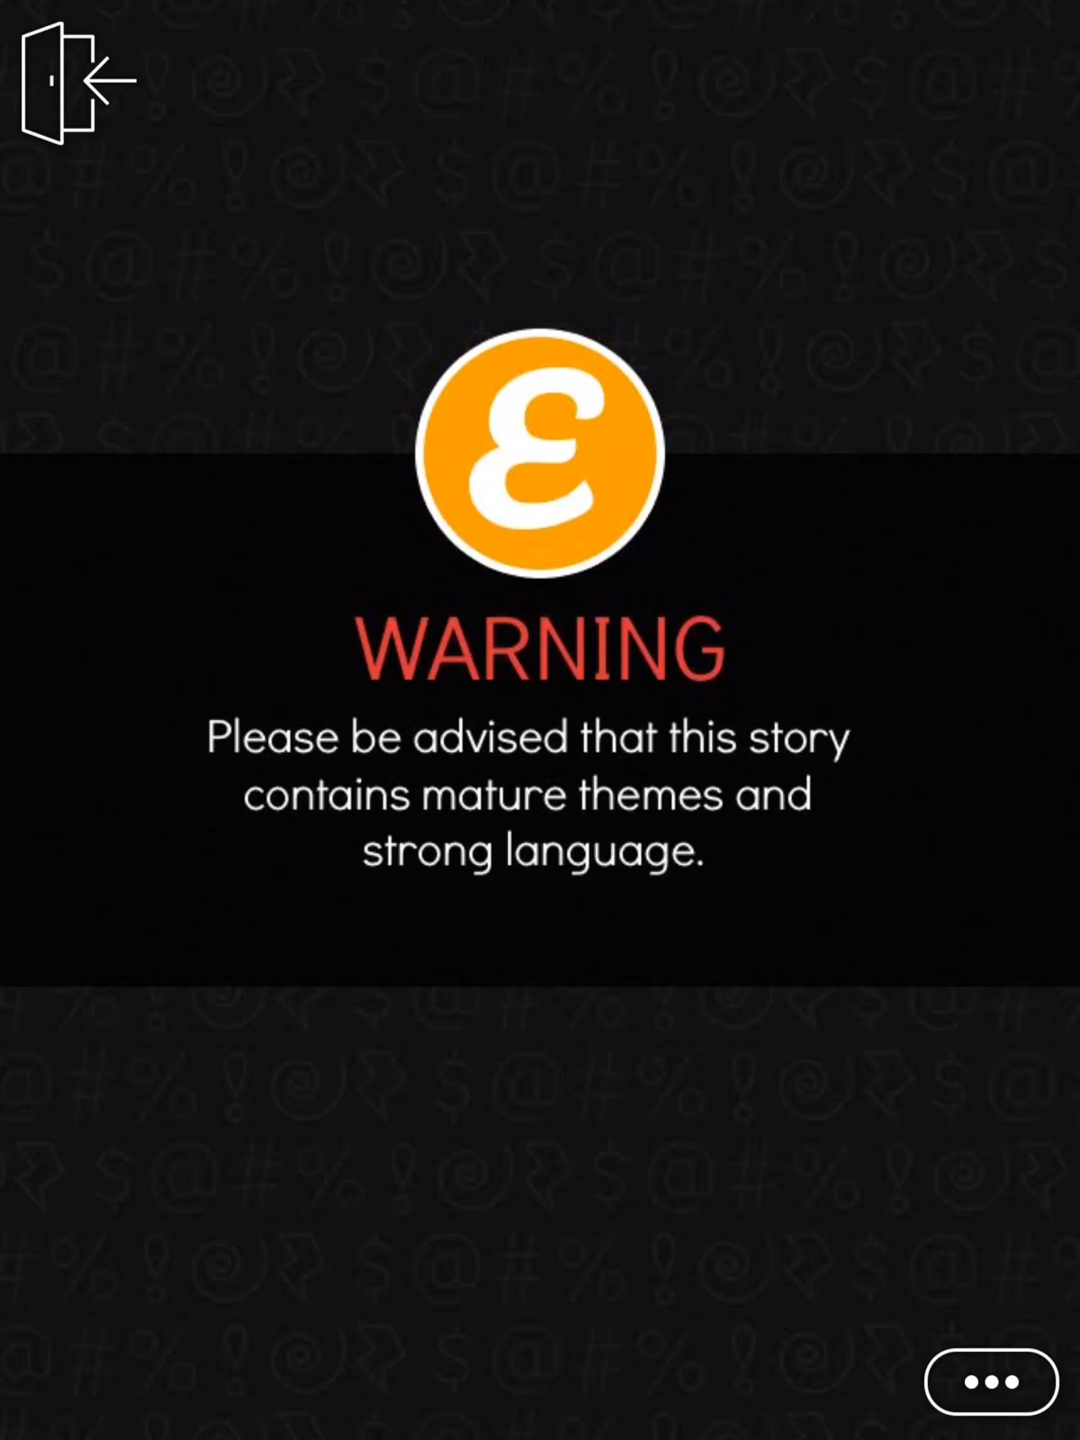 ε
WARNING
Please be advised that this story
contains mature themes and
strong language.